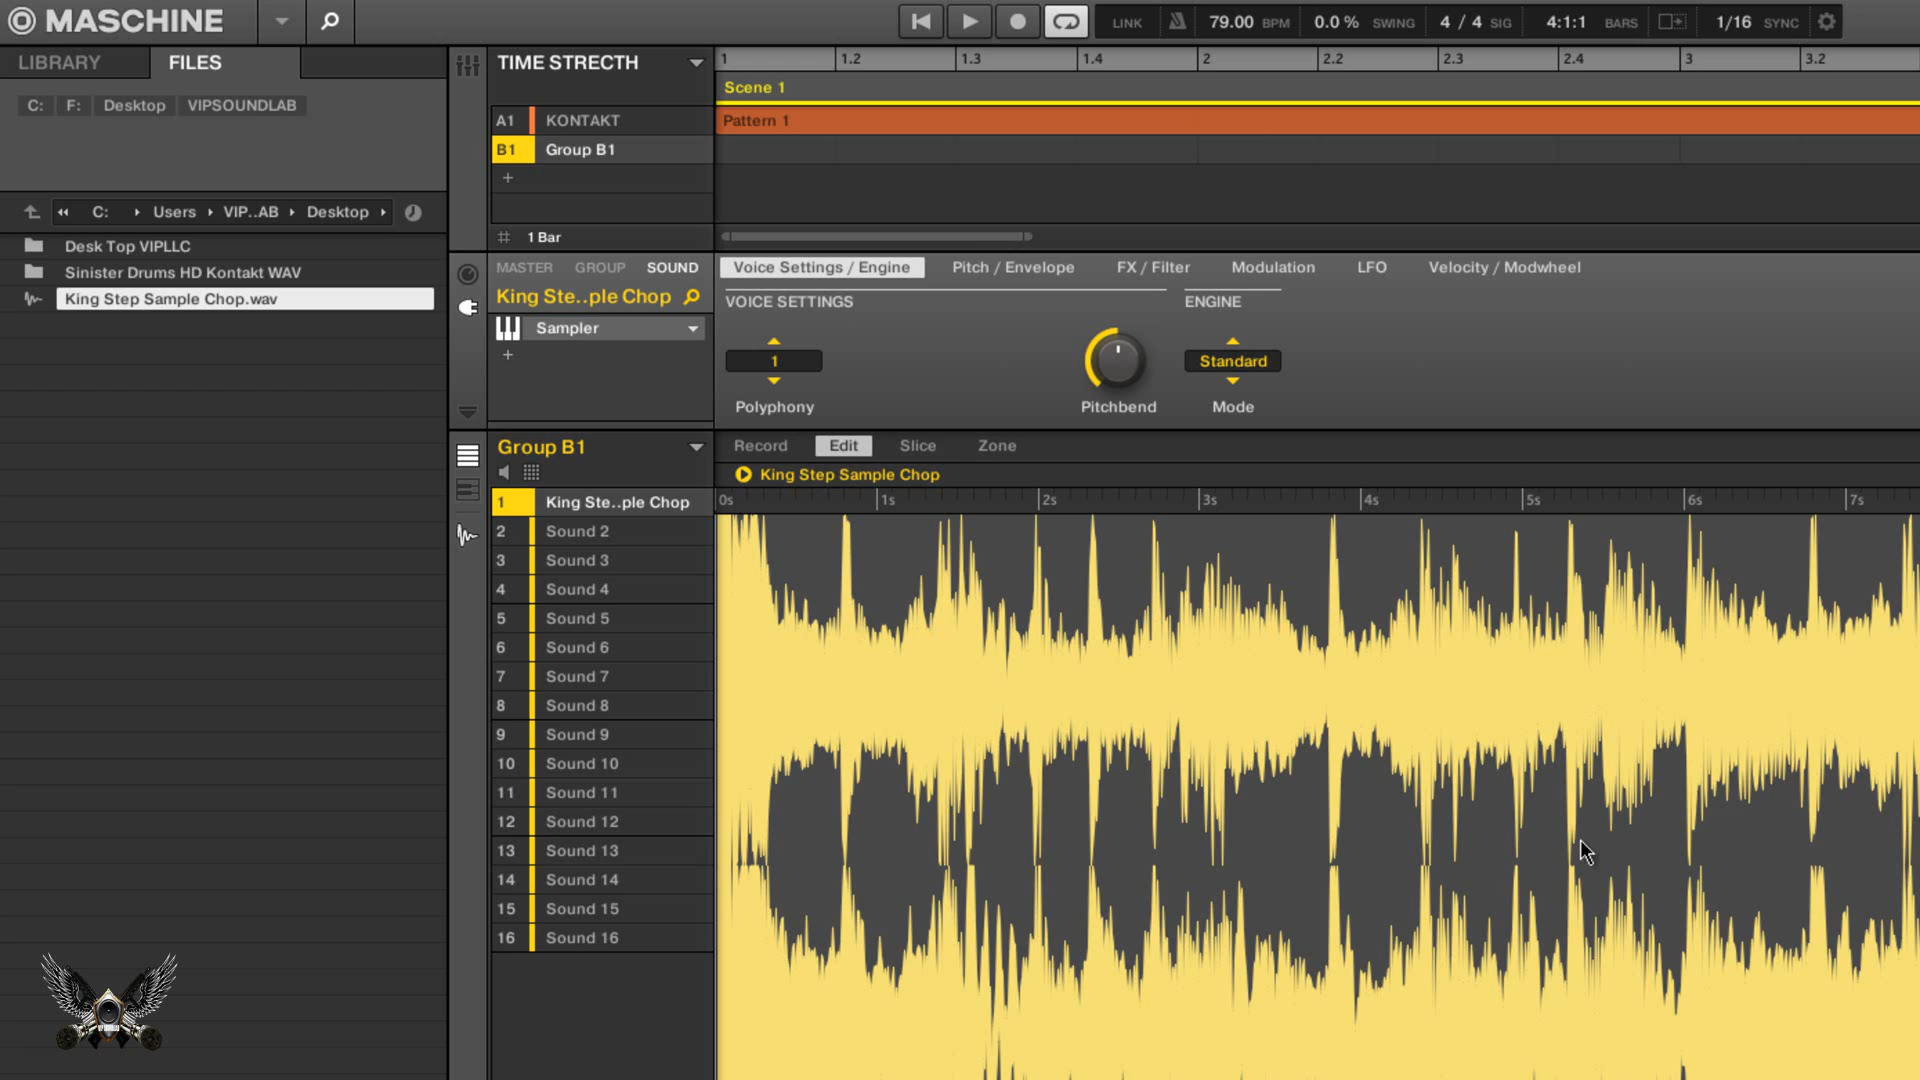 MASCHINE
LINK 79.00 BPM 0.0 % SWING 4 / 4 SIG 4:1:1 BARS 1/16 SYNC
LIBRARY FILES
C: F: Desktop VIPSOUNDLAB
C: Users VIP..AB Desktop
Desk Top VIPLLC
Sinister Drums HD Kontakt WAV
King Step Sample Chop.wav
TIME STRECTH
1 1.2 1.3 1.4 2 2.2 2.3 2.4 3 3.2
Scene 1
A1 KONTAKT
Pattern 1
B1 Group B1
+
1 Bar
MASTER GROUP SOUND
King Ste..ple Chop
Sampler
+
Voice Settings / Engine Pitch / Envelope FX / Filter Modulation LFO Velocity / Modwheel
VOICE SETTINGS ENGINE
1 Standard
Polyphony Pitchbend Mode
Group B1
Record Edit Slice Zone
King Step Sample Chop
0s 1s 2s 3s 4s 5s 6s 7s
1 King Ste..ple Chop
2 Sound 2
3 Sound 3
4 Sound 4
5 Sound 5
6 Sound 6
7 Sound 7
8 Sound 8
9 Sound 9
10 Sound 10
11 Sound 11
12 Sound 12
13 Sound 13
14 Sound 14
15 Sound 15
16 Sound 16